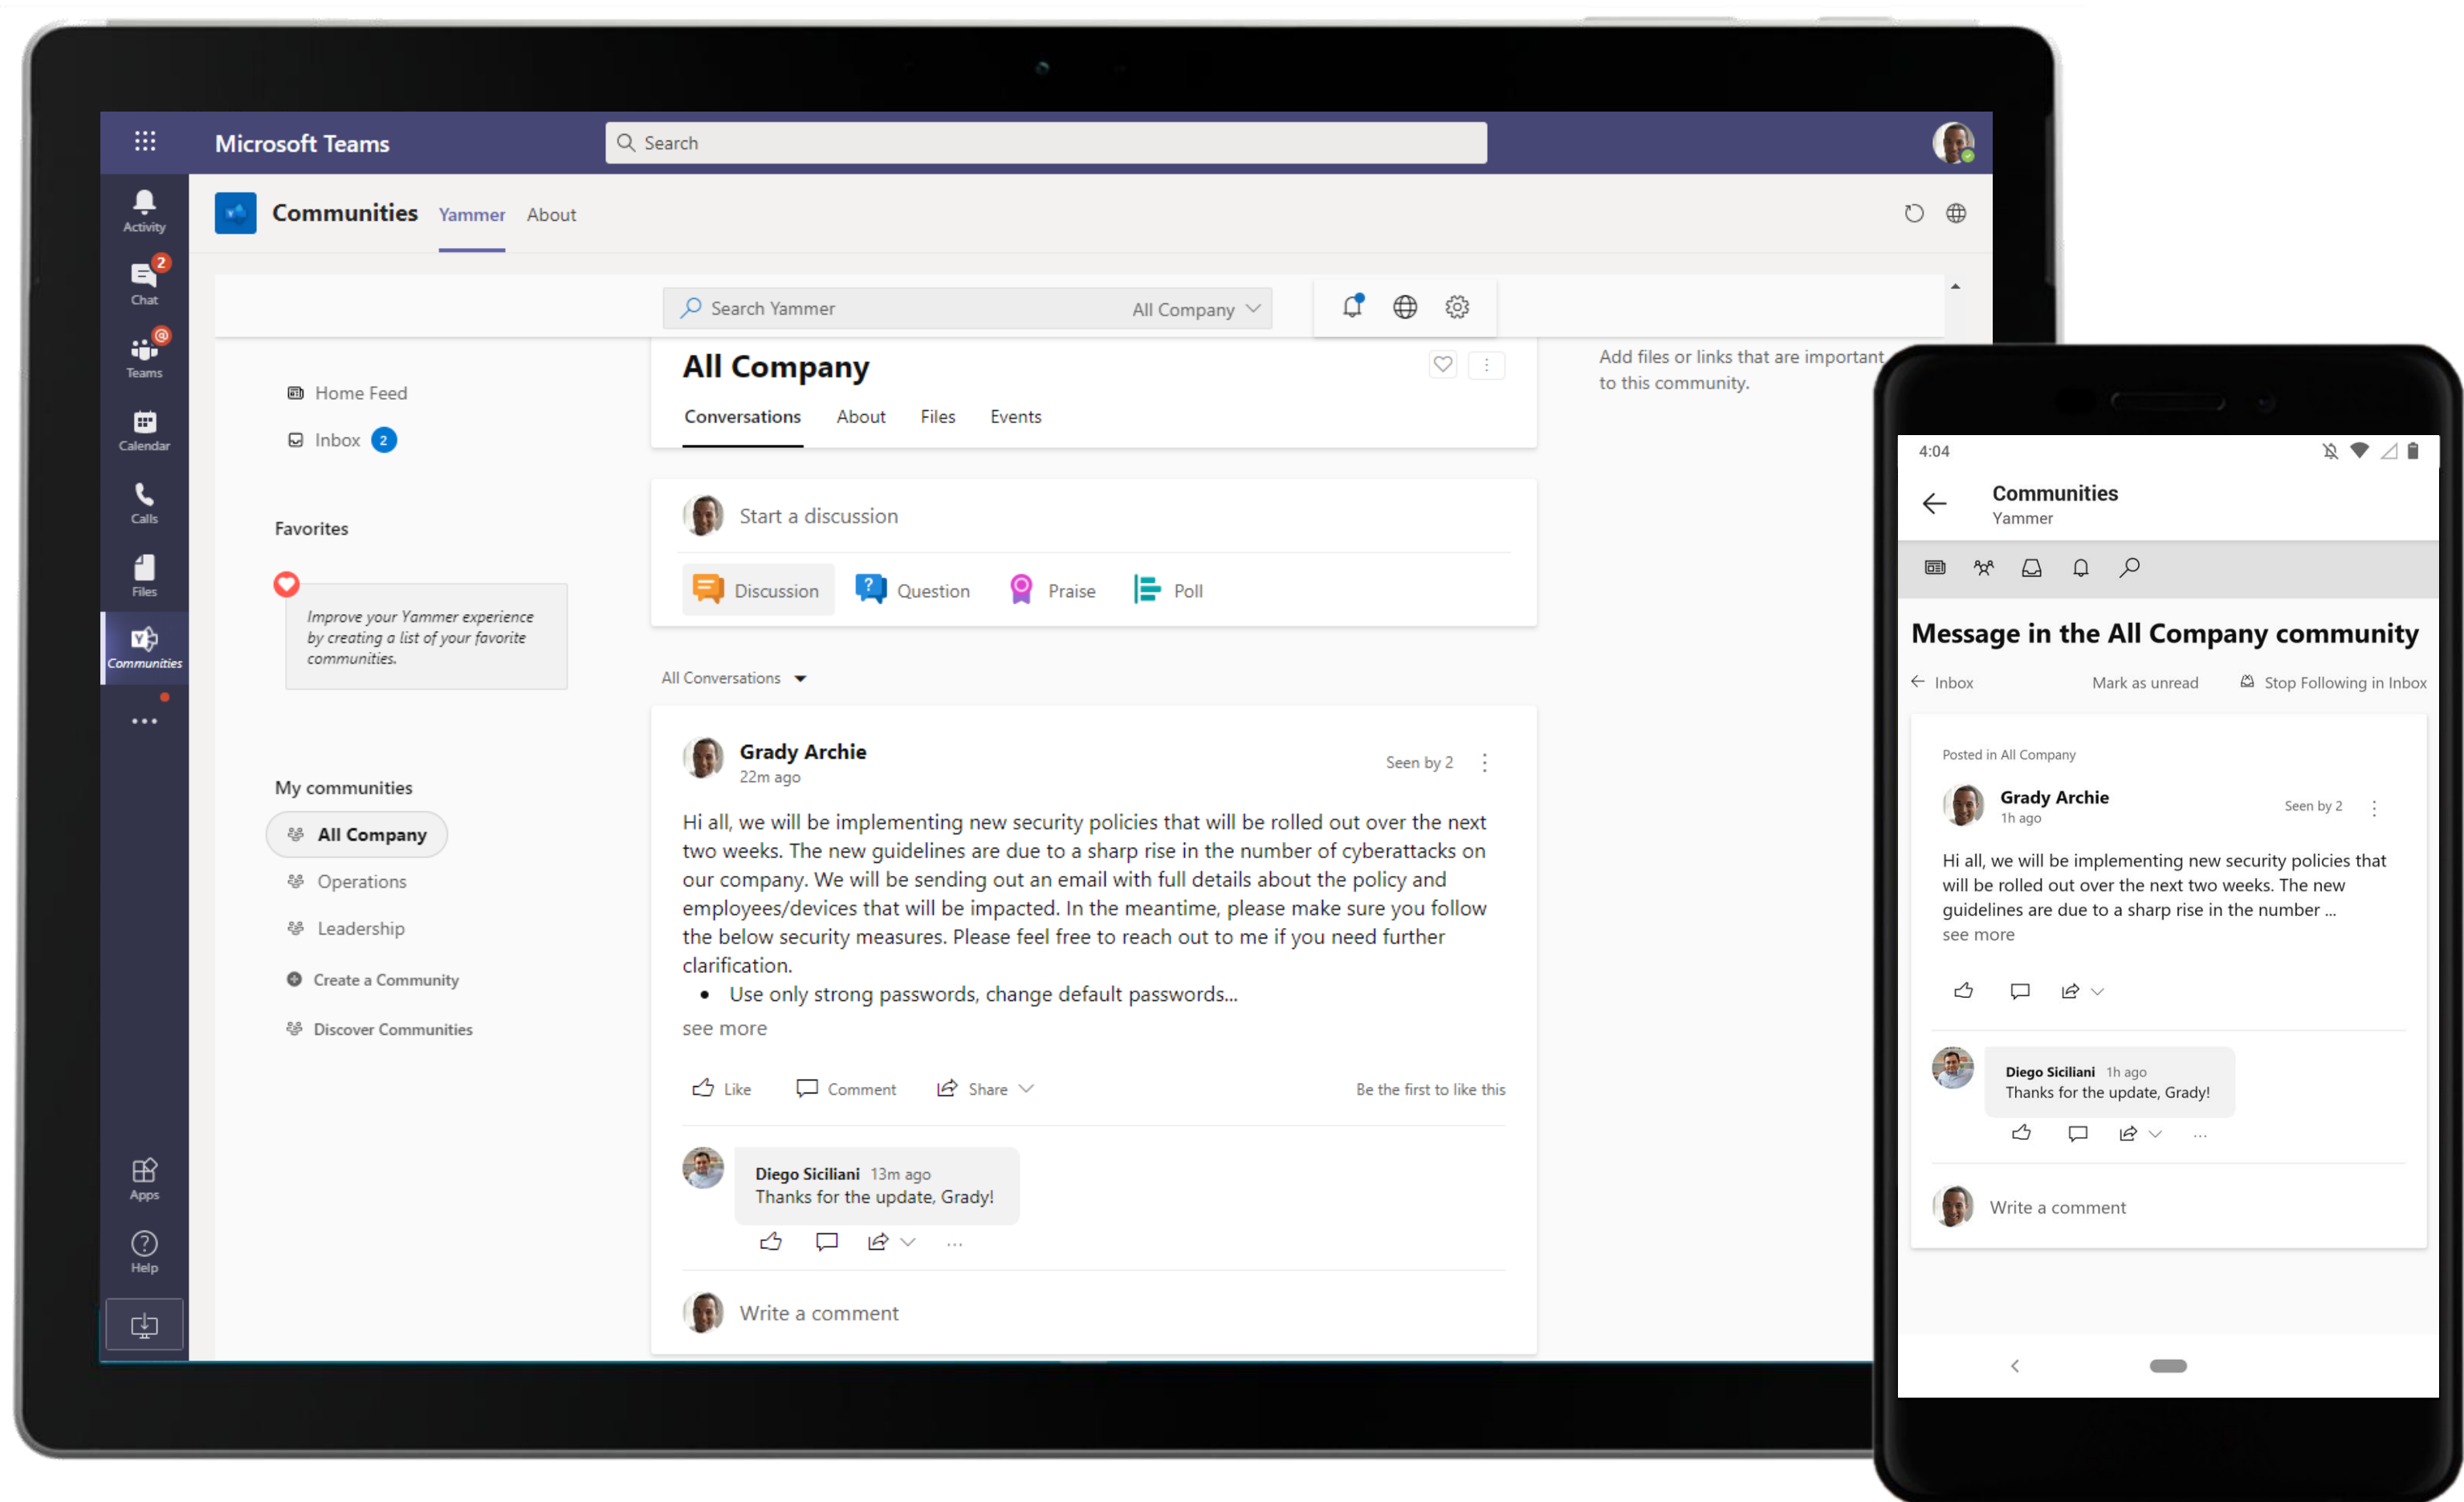 Microsoft Teams
Search
Activity
2
Chat
@
Teams
Calendar
Calls
Files
Communities
Apps
Help
Communities Yammer About
Search Yammer All Company
Home Feed
Inbox 2
Favorites
Improve your Yammer experience
by creating a list of your favorite
communities.
My communities
All Company
Operations
Leadership
Create a Community
Discover Communities
All Company
Conversations About Files Events
Start a discussion
Discussion ? Question Praise Poll
All Conversations
Grady Archie
22m ago
Seen by 2
Hi all, we will be implementing new security policies that will be rolled out over the next
two weeks. The new guidelines are due to a sharp rise in the number of cyberattacks on
our company. We will be sending out an email with full details about the policy and
employees/devices that will be impacted. In the meantime, please make sure you follow
the below security measures. Please feel free to reach out to me if you need further
clarification.
• Use only strong passwords, change default passwords...
see more
Like Comment Share Be the first to like this
Diego Siciliani 13m ago
Thanks for the update, Grady!
Write a comment
Add files or links that are important
to this community.
4:04
Communities
Yammer
Message in the All Company community
Inbox Mark as unread Stop Following in Inbox
Posted in All Company
Grady Archie
1h ago
Seen by 2
Hi all, we will be implementing new security policies that
will be rolled out over the next two weeks. The new
guidelines are due to a sharp rise in the number ...
see more
Diego Siciliani 1h ago
Thanks for the update, Grady!
Write a comment